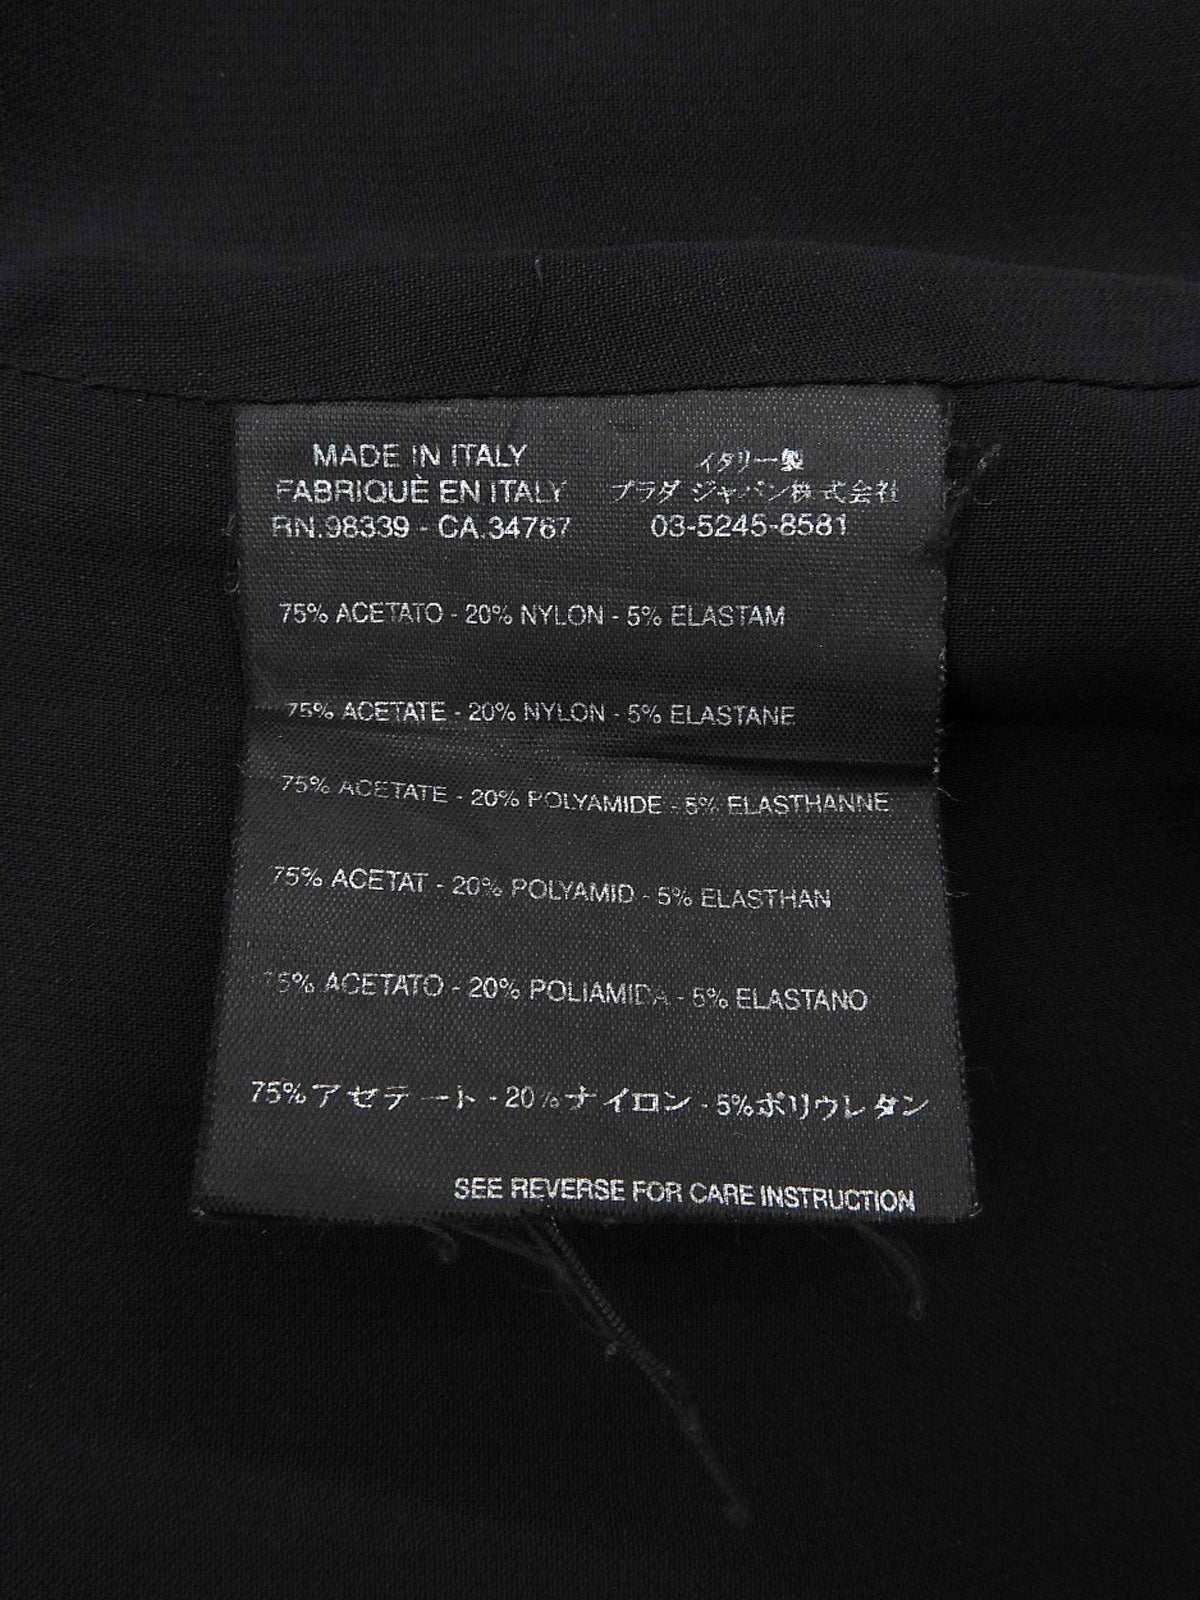 MADE IN ITALY
FABRIQUÈ EN ITALY
RN.98339 - CA.34767
イタリー製
プラダ ジャパン株式会社
03-5245-8581
75% ACETATO - 20% NYLON - 5% ELASTAM
75% ACETATE - 20% NYLON - 5% ELASTANE
75% ACETATE - 20% POLYAMIDE - 5% ELASTHANNE
75% ACETAT - 20% POLYAMID - 5% ELASTHAN
75% ACETATO - 20% POLIAMIDA - 5% ELASTANO
75%アセテート - 20%ナイロン - 5%ポリウレタン
SEE REVERSE FOR CARE INSTRUCTION